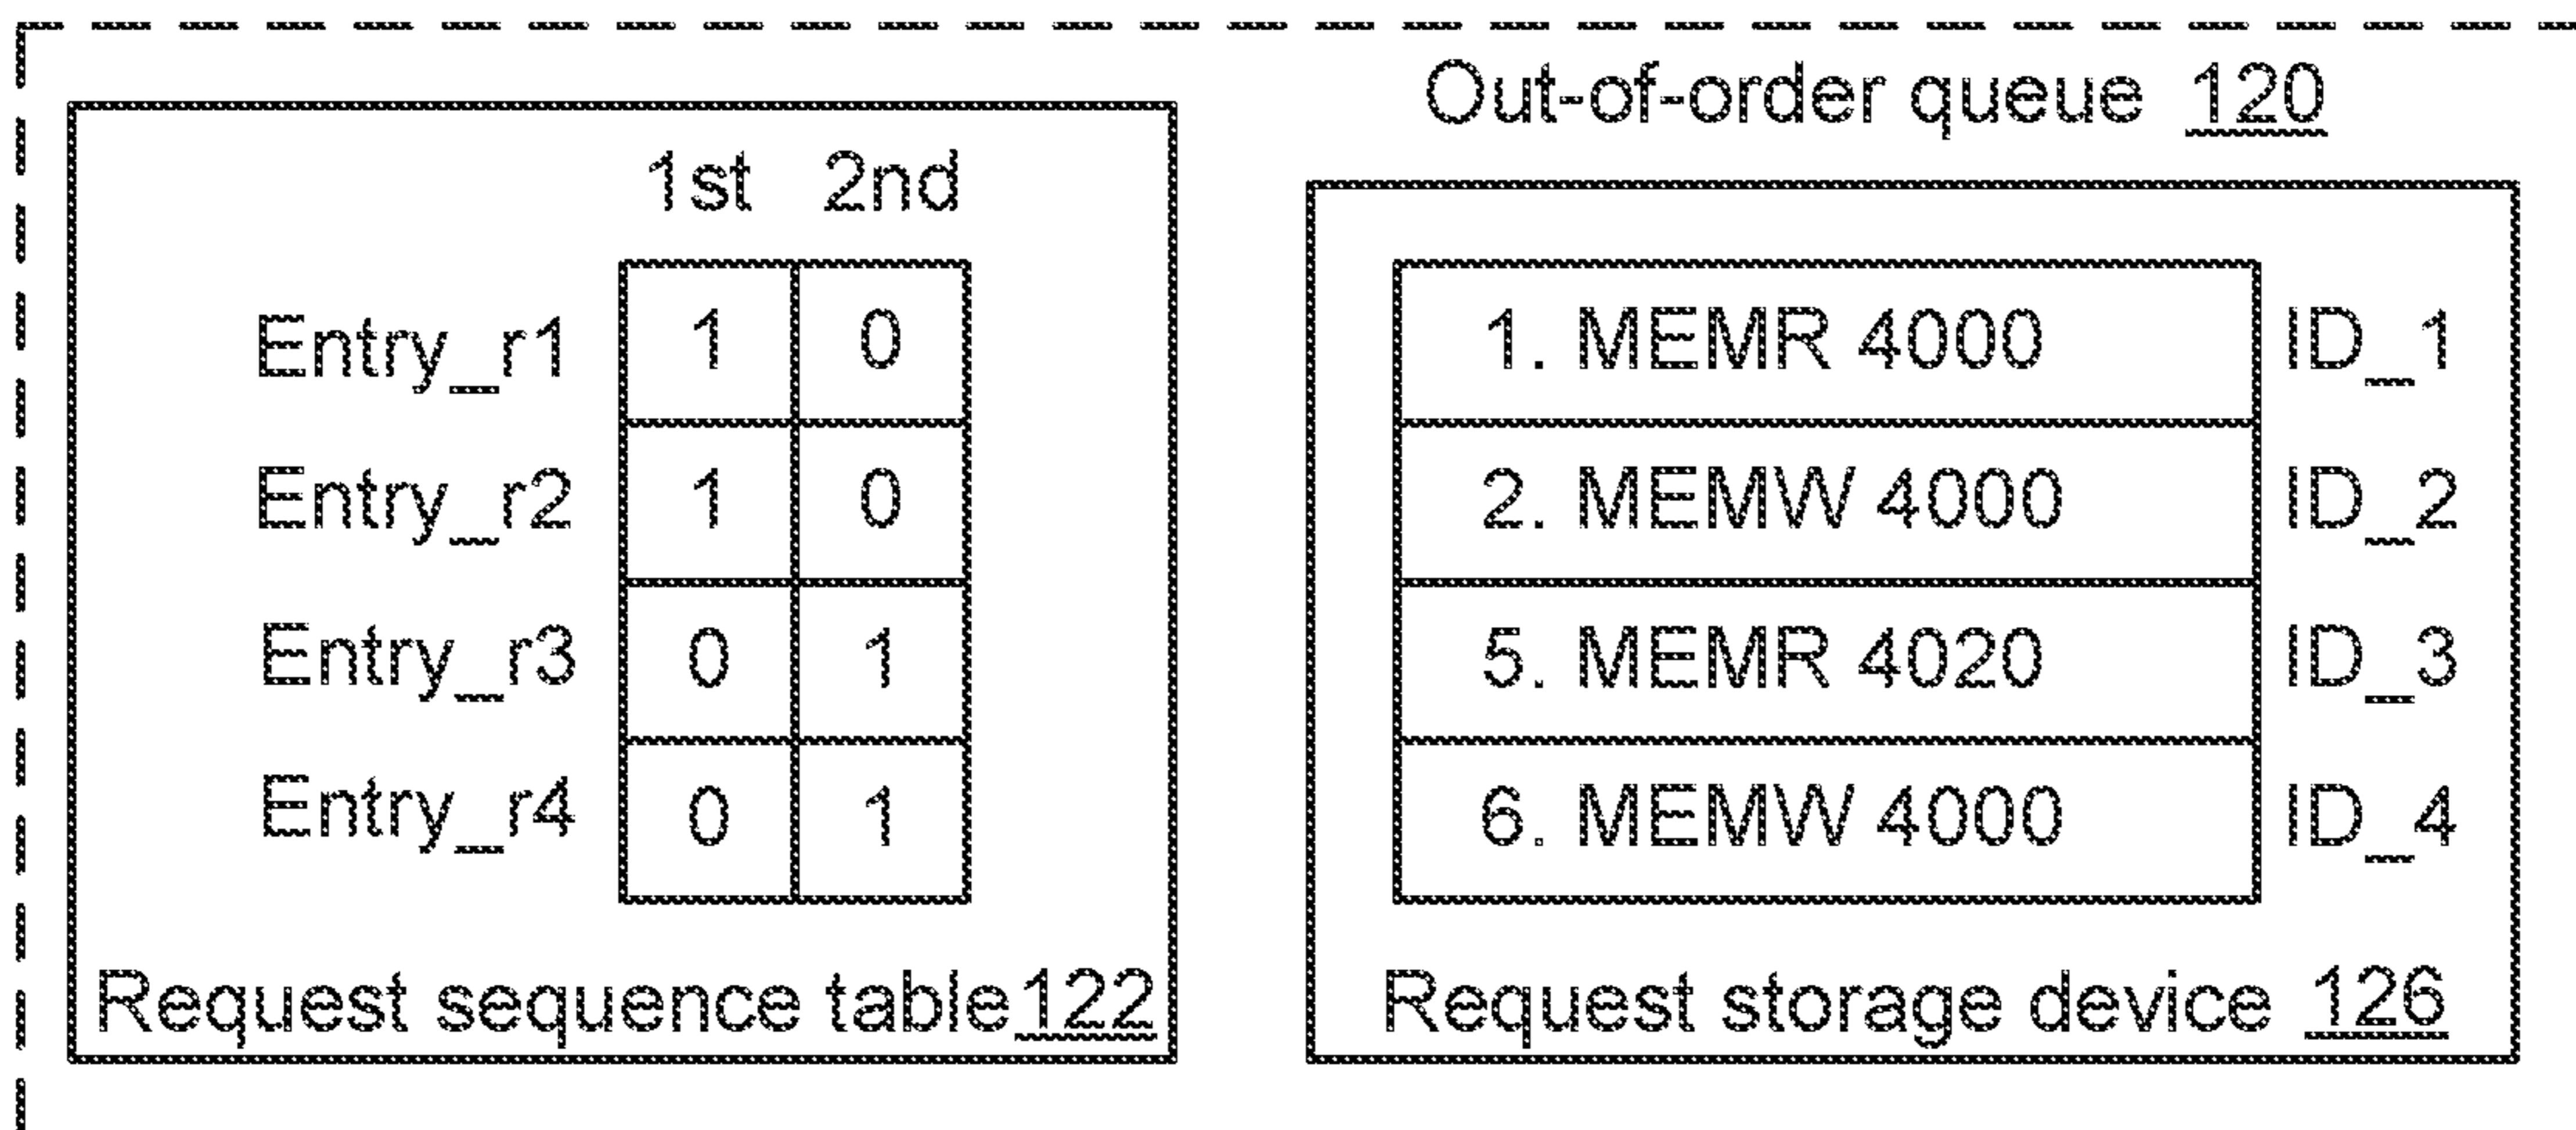 Out-of-order queue 120
1st 2nd
Entry_r1 1 0
Entry_r2 1 0
Entry_r3 0 1
Entry_r4 0 1
Request sequence table 122
1. MEMR 4000 ID_1
2. MEMW 4000 ID_2
5. MEMR 4020 ID_3
6. MEMW 4000 ID_4
Request storage device 126